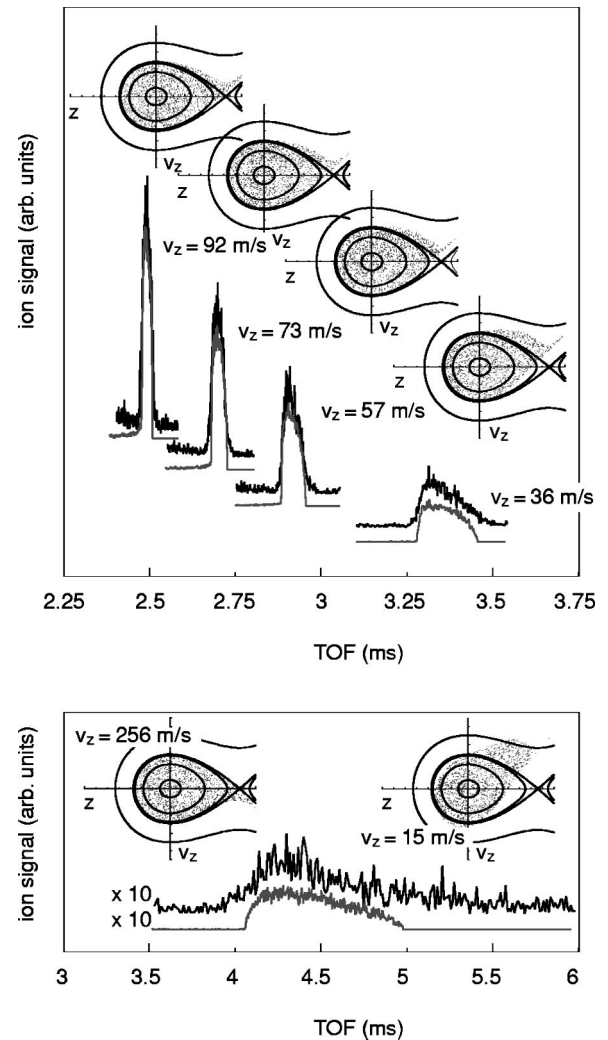 z
v_z
z
v_z = 92 m/s
v_z
z
v_z = 73 m/s
v_z
z
v_z = 57 m/s
v_z
v_z = 36 m/s
ion signal (arb. units)
2.25 2.5 2.75 3 3.25 3.5 3.75
TOF (ms)
v_z = 256 m/s
z
v_z
z
v_z = 15 m/s
x 10
x 10
ion signal (arb. units)
3 3.5 4 4.5 5 5.5 6
TOF (ms)